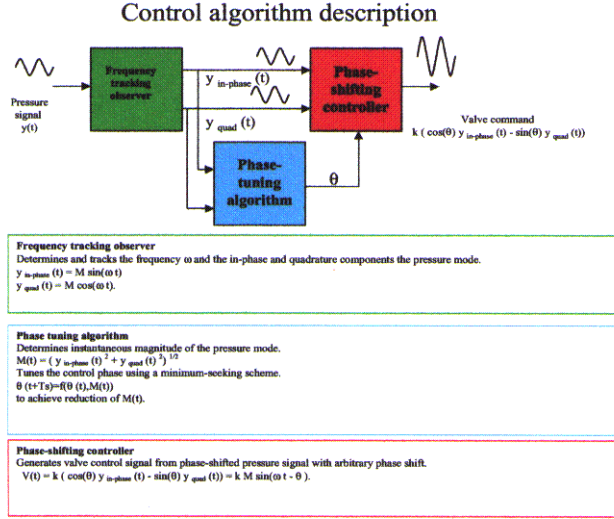 Control algorithm description
Frequency
tracking
observer
Pressure
signal
y(t)
y in-phase (t)
y quad (t)
Phase-
shifting
controller
Valve command
k ( cos(θ) y in-phase (t) - sin(θ) y quad (t))
Phase-
tuning
algorithm
θ
Frequency tracking observer
Determines and tracks the frequency ω and the in-phase and quadrature components the pressure mode.
y in-phase (t) = M sin(ω t)
y quad (t) = M cos(ω t).
Phase tuning algorithm
Determines instantaneous magnitude of the pressure mode.
M(t) = ( y in-phase (t) ² + y quad (t) ²) ¹/²
Tunes the control phase using a minimum-seeking scheme.
θ (t+Ts)=f(θ (t),M(t))
to achieve reduction of M(t).
Phase-shifting controller
Generates valve control signal from phase-shifted pressure signal with arbitrary phase shift.
V(t) = k ( cos(θ) y in-phase (t) - sin(θ) y quad (t)) = k M sin(ω t - θ ).